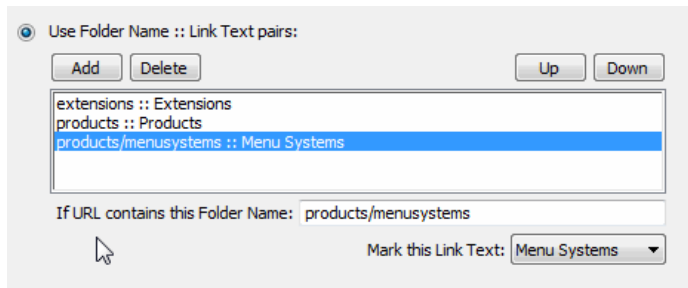 Use Folder Name :: Link Text pairs:
Add Delete Up Down
extensions :: Extensions
products :: Products
products/menusystems :: Menu Systems
If URL contains this Folder Name: products/menusystems
Mark this Link Text: Menu Systems